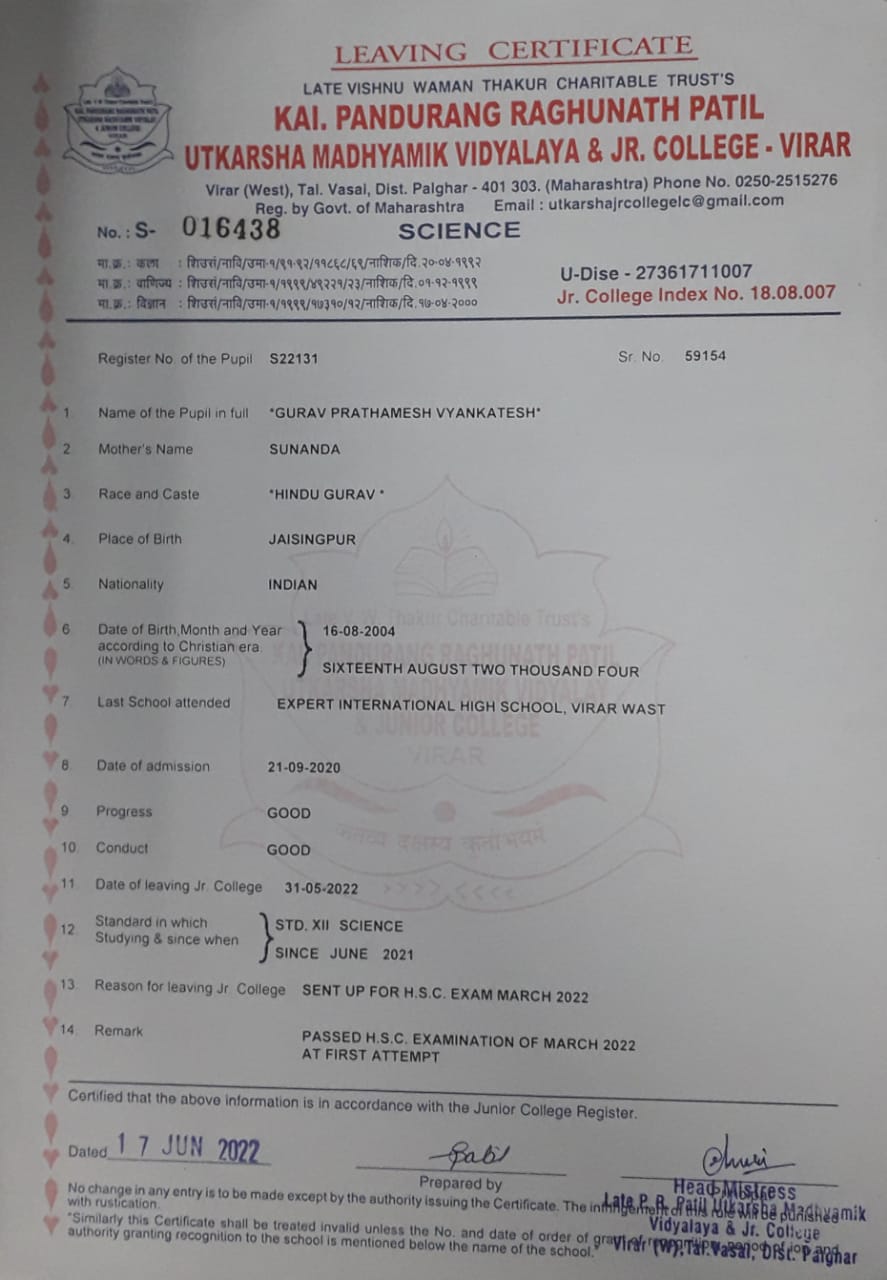 LEAVING CERTIFICATE
LATE VISHNU WAMAN THAKUR CHARITABLE TRUST'S
KAI. PANDURANG RAGHUNATH PATIL
UTKARSHA MADHYAMIK VIDYALAYA & JR. COLLEGE - VIRAR
Virar (West), Tal. Vasai, Dist. Palghar - 401 303. (Maharashtra) Phone No. 0250-2515276
Reg. by Govt. of Maharashtra Email : utkarshajrcollegelc@gmail.com
No. : S- 016438 SCIENCE
मा.क्र.: कला : शिउसं/नावि/उमा-१/९१-९२/११८६८/६९/नाशिक/दि.२०-०४-१९९२
मा.क्र.: वाणिज्य : शिउसं/नावि/उमा-१/१९९९/४९२२१/२३/नाशिक/दि.०१-१२-१९९९
मा.क्र.: विज्ञान : शिउसं/नावि/उमा-१/१९९९/१७३१०/१२/नाशिक/दि.१७-०४-२०००
U-Dise - 27361711007
Jr. College Index No. 18.08.007
Register No. of the Pupil S22131 Sr. No. 59154
1. Name of the Pupil in full *GURAV PRATHAMESH VYANKATESH*
2 Mother's Name SUNANDA
3 Race and Caste *HINDU GURAV *
4. Place of Birth JAISINGPUR
5. Nationality INDIAN
6 Date of Birth,Month and Year 16-08-2004
according to Christian era.
(IN WORDS & FIGURES) SIXTEENTH AUGUST TWO THOUSAND FOUR
7 Last School attended EXPERT INTERNATIONAL HIGH SCHOOL, VIRAR WAST
8. Date of admission 21-09-2020
9 Progress GOOD
10. Conduct GOOD
11. Date of leaving Jr. College 31-05-2022
12. Standard in which STD. XII SCIENCE
Studying & since when SINCE JUNE 2021
13. Reason for leaving Jr. College SENT UP FOR H.S.C. EXAM MARCH 2022
14. Remark PASSED H.S.C. EXAMINATION OF MARCH 2022
AT FIRST ATTEMPT
Certified that the above information is in accordance with the Junior College Register.
Dated 17 JUN 2022
Prepared by
Head Mistress
Late P. R. Patil Utkarsha Madhyamik
Vidyalaya & Jr. College
Virar (W), Tal. Vasai, Dist. Palghar
No change in any entry is to be made except by the authority issuing the Certificate. The infringement of this rule will be punished
with rustication.
"Similarly this Certificate shall be treated invalid unless the No. and date of order of grant of recognition, period of
authority granting recognition to the school is mentioned below the name of the school."